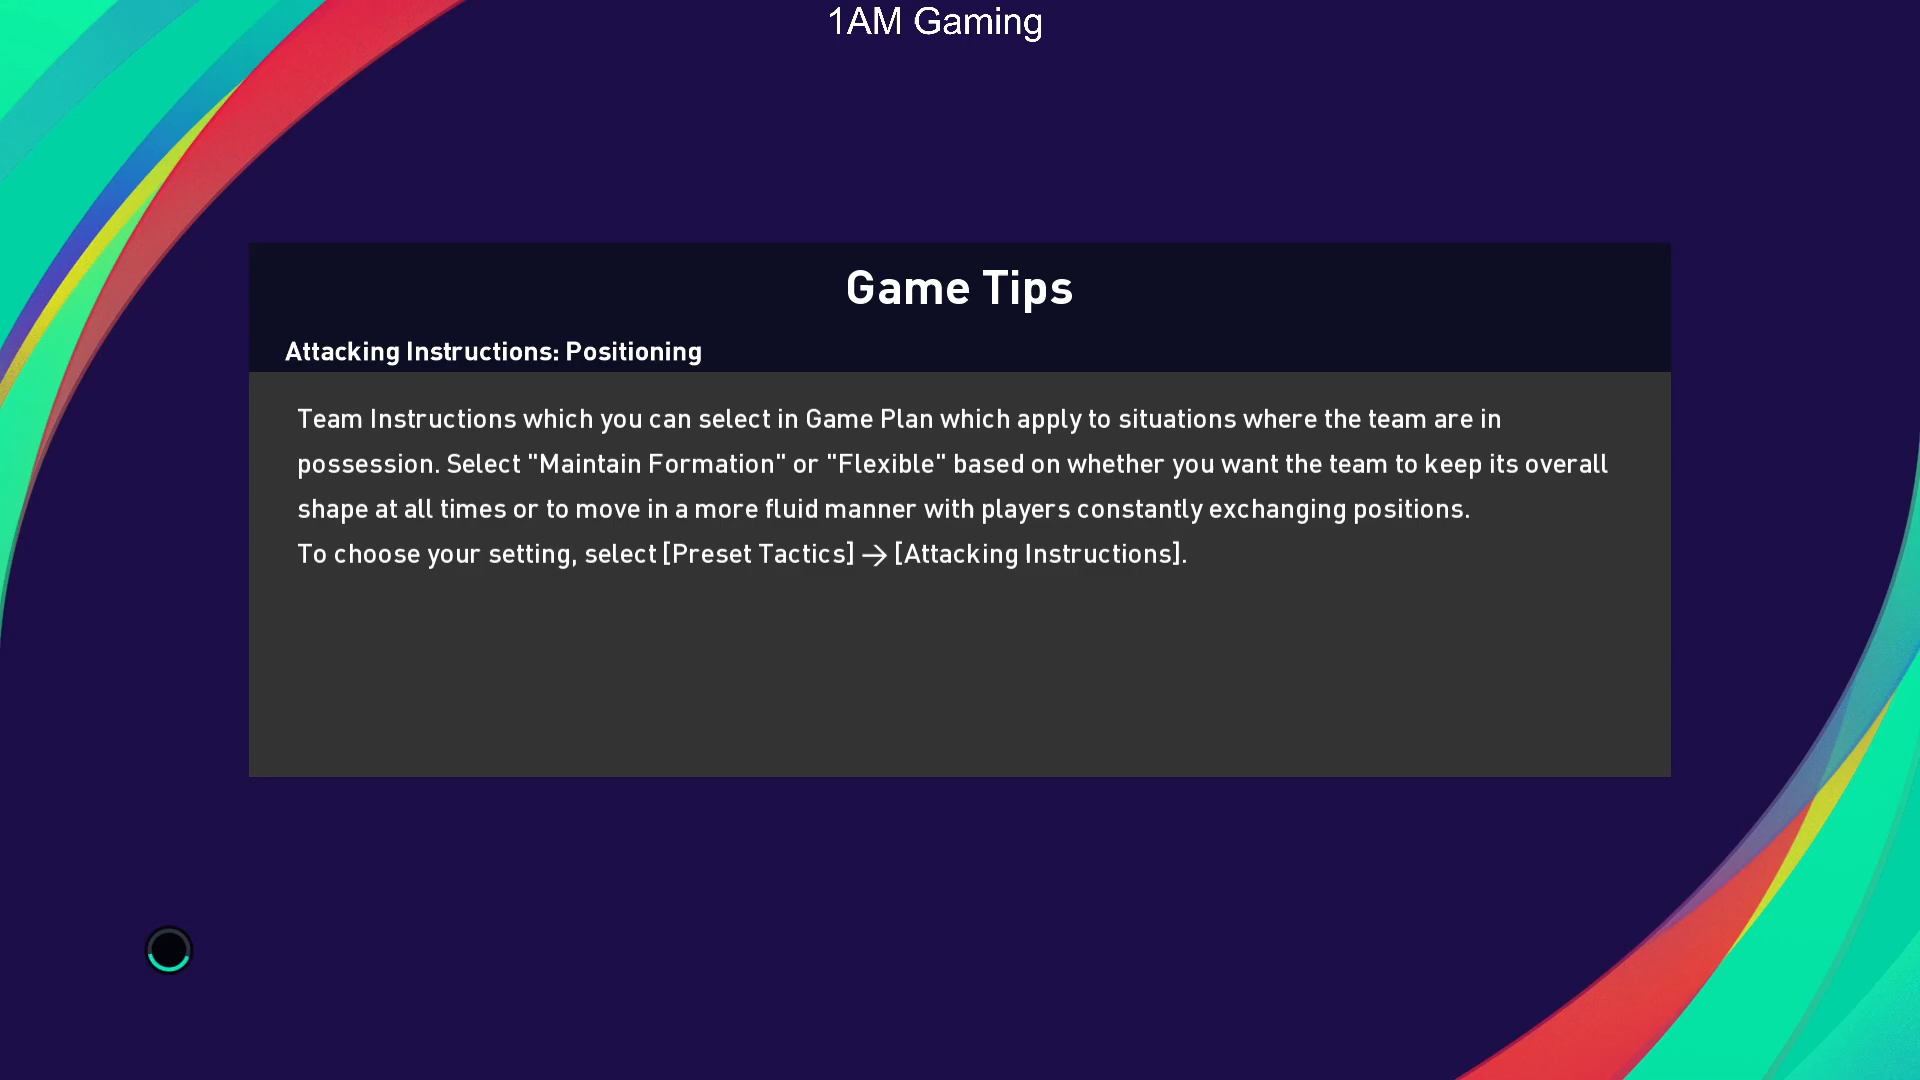 1AM Gaming
Game Tips
Attacking Instructions: Positioning
Team Instructions which you can select in Game Plan which apply to situations where the team are in
possession. Select "Maintain Formation" or "Flexible" based on whether you want the team to keep its overall
shape at all times or to move in a more fluid manner with players constantly exchanging positions.
To choose your setting, select [Preset Tactics] → [Attacking Instructions].